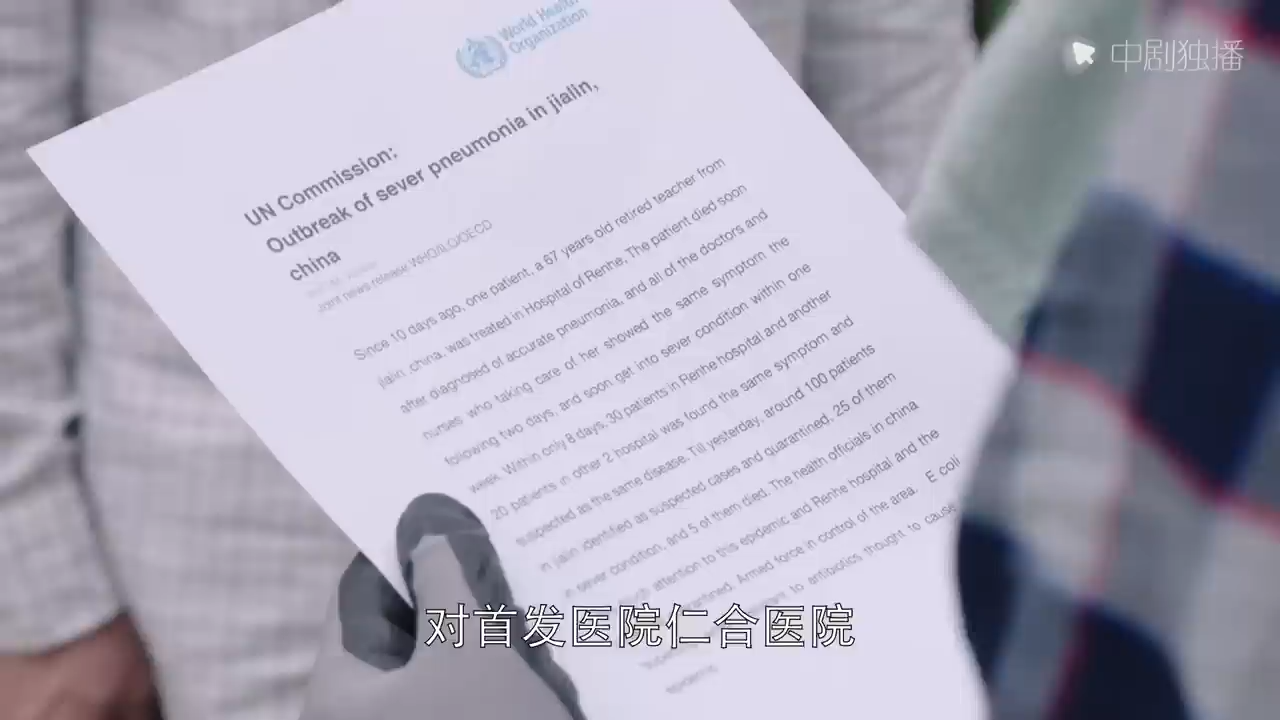 World Health
Organization
中剧独播
UN Commission:
Outbreak of sever pneumonia in jialin,
china
Joint news release WHO/ILO/OECD
Since 10 days ago, one patient, a 67 years old retired teacher from
jialin ,china, was treated in Hospital of Renhe, The patient died soon
after diagnosed of accurate pneumonia, and all of the doctors and
nurses who taking care of her showed the same symptom the
following two days, and soon get into sever condition within one
week. Within only 8 days, 30 patients in Renhe hospital and another
20 patients in other 2 hospital was found the same symptom and
suspected as the same disease. Till yesterday, around 100 patients
in jialin identified as suspected cases and quarantined, 25 of them
in sever condition, and 5 of them died. The health officials in china
attention to this epidemic and Renhe hospital and the
Armed force in control of the area. E coli
to antibiotics thought to cause
epidemi
对首发医院仁合医院